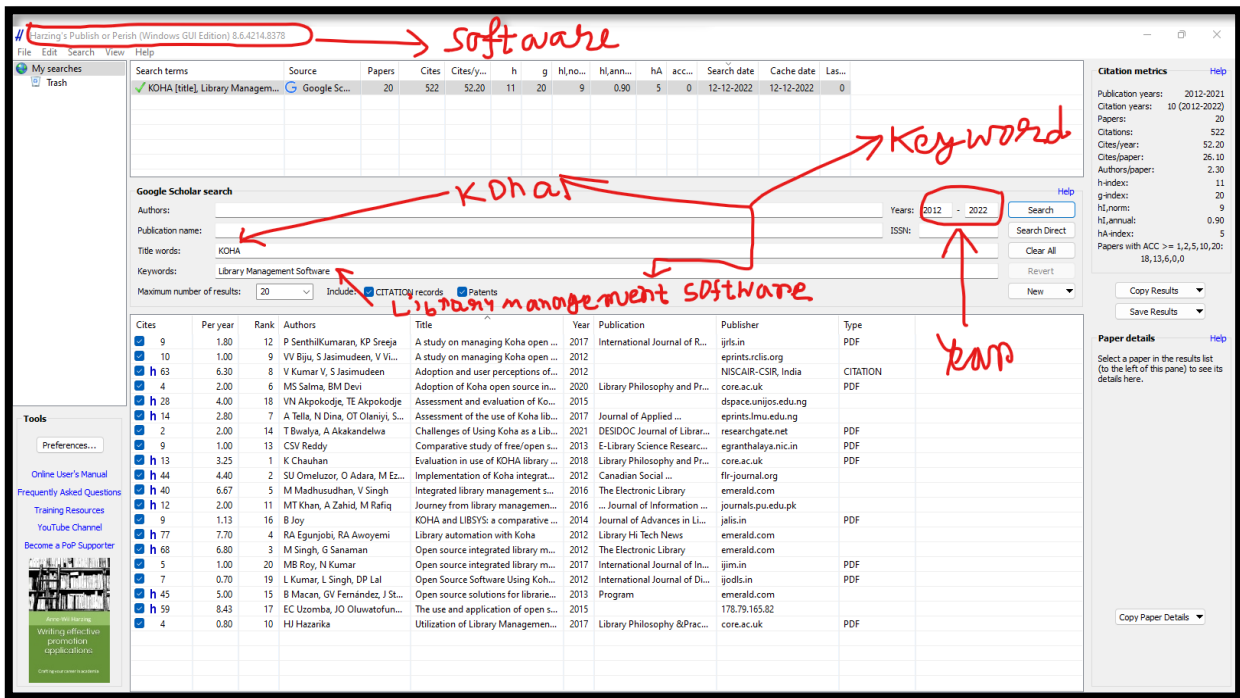 Harzing's Publish or Perish (Windows GUI Edition) 8.6.4214.8378
software
File Edit Search View Help
My searches
Trash
Search terms Source Papers Cites Cites/y... h g hI,no... hI,ann... hA acc... Search date Cache date Las...
KOHA [title], Library Managem... Google Sc... 20 522 52.20 11 20 9 0.90 5 0 12-12-2022 12-12-2022 0
Keyword
Koha
Google Scholar search Help
Authors: Years: 2012 - 2022 Search
Publication name: ISSN: Search Direct
Title words: KOHA Clear All
Keywords: Library Management Software Revert
Maximum number of results: 20 Include: CITATION records Patents New
Library management software
Year
Cites Per year Rank Authors Title Year Publication Publisher Type
9 1.80 12 P SenthilKumaran, KP Sreeja A study on managing Koha open ... 2017 International Journal of R... ijrls.in PDF
10 1.00 9 VV Biju, S Jasimudeen, V Vi... A study on managing Koha open ... 2012 eprints.rclis.org
h 63 6.30 8 V Kumar V, S Jasimudeen Adoption and user perceptions of... 2012 NISCAIR-CSIR, India CITATION
4 2.00 6 MS Salma, BM Devi Adoption of Koha open source in... 2020 Library Philosophy and Pr... core.ac.uk PDF
h 28 4.00 18 VN Akpokodje, TE Akpokodje Assessment and evaluation of Ko... 2015 dspace.unijos.edu.ng
h 14 2.80 7 A Tella, N Dina, OT Olaniyi, S... Assessment of the use of Koha lib... 2017 Journal of Applied ... eprints.lmu.edu.ng
2 2.00 14 T Bwalya, A Akakandelwa Challenges of Using Koha as a Lib... 2021 DESIDOC Journal of Librar... researchgate.net PDF
9 1.00 13 CSV Reddy Comparative study of free/open s... 2013 E-Library Science Researc... egranthalaya.nic.in PDF
h 13 3.25 1 K Chauhan Evaluation in use of KOHA library ... 2018 Library Philosophy and Pr... core.ac.uk PDF
h 44 4.40 2 SU Omeluzor, O Adara, M Ez... Implementation of Koha integrat... 2012 Canadian Social ... flr-journal.org
h 40 6.67 5 M Madhusudhan, V Singh Integrated library management s... 2016 The Electronic Library emerald.com
h 12 2.00 11 MT Khan, A Zahid, M Rafiq Journey from library managemen... 2016 ... Journal of Information ... journals.pu.edu.pk
9 1.13 16 B Joy KOHA and LIBSYS: a comparative ... 2014 Journal of Advances in Li... jalis.in PDF
h 77 7.70 4 RA Egunjobi, RA Awoyemi Library automation with Koha 2012 Library Hi Tech News emerald.com
h 68 6.80 3 M Singh, G Sanaman Open source integrated library m... 2012 The Electronic Library emerald.com
5 1.00 20 MB Roy, N Kumar Open source integrated library m... 2017 International Journal of In... ijim.in PDF
7 0.70 19 L Kumar, L Singh, DP Lal Open Source Software Using Koh... 2012 International Journal of Di... ijodls.in PDF
h 45 5.00 15 B Macan, GV Fernández, J St... Open source solutions for librarie... 2013 Program emerald.com
h 59 8.43 17 EC Uzomba, JO Oluwatofun... The use and application of open s... 2015 178.79.165.82
4 0.80 10 HJ Hazarika Utilization of Library Managemen... 2017 Library Philosophy &Prac... core.ac.uk PDF
Tools
Preferences...
Online User's Manual
Frequently Asked Questions
Training Resources
YouTube Channel
Become a PoP Supporter
Anne-Wil Harzing
Writing effective
promotion
applications
Citation metrics Help
Publication years: 2012-2021
Citation years: 10 (2012-2022)
Papers: 20
Citations: 522
Cites/year: 52.20
Cites/paper: 26.10
Authors/paper: 2.30
h-index: 11
g-index: 20
hI,norm: 9
hI,annual: 0.90
hA-index: 5
Papers with ACC >= 1,2,5,10,20:
18,13,6,0,0
Copy Results
Save Results
Paper details Help
Select a paper in the results list
(to the left of this pane) to see its
details here.
Copy Paper Details